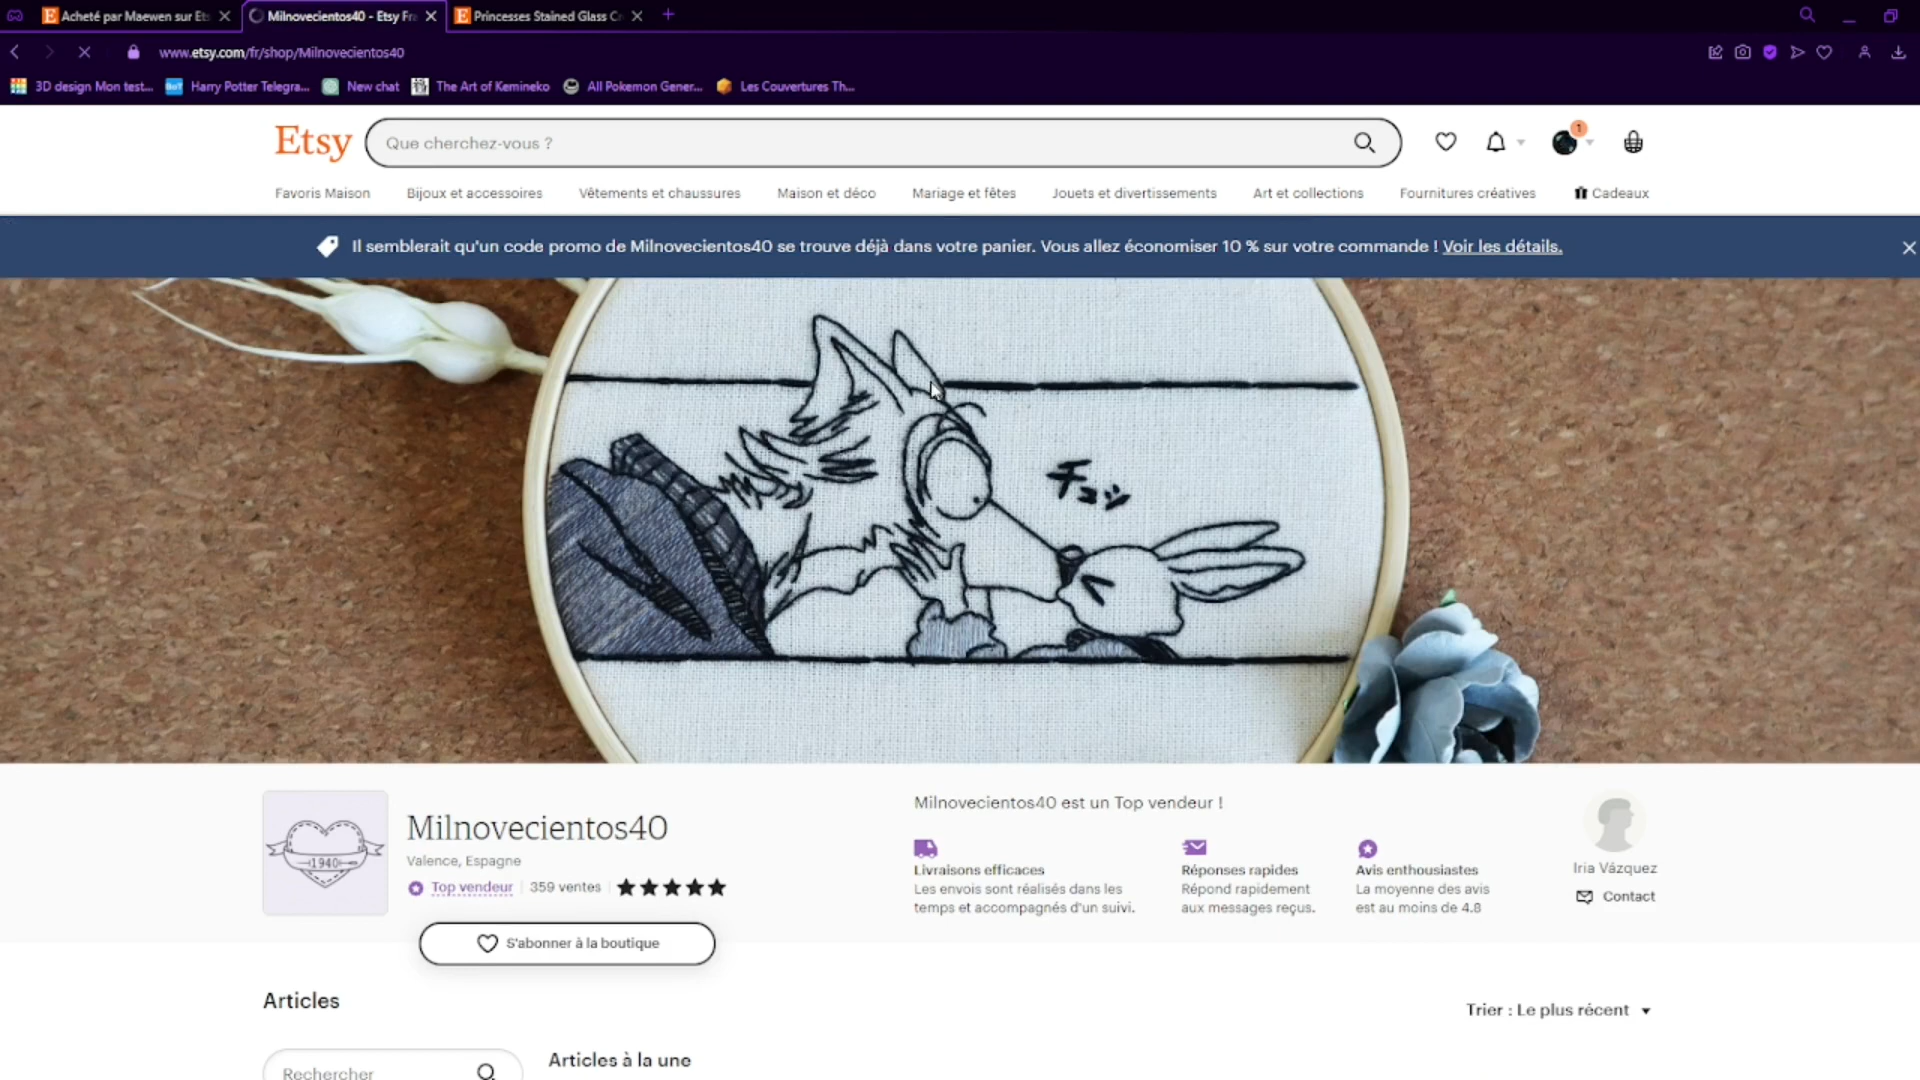 Acheté par Maewen sur Ets
Milnovecientos40 - Etsy Fra
Princesses Stained Glass Cr
www.etsy.com/fr/shop/Milnovecientos40
3D design Mon test...
Harry Potter Telegra...
New chat
The Art of Kemineko
All Pokemon Gener...
Les Couvertures Th...
Etsy
Que cherchez-vous ?
1
Favoris Maison
Bijoux et accessoires
Vêtements et chaussures
Maison et déco
Mariage et fêtes
Jouets et divertissements
Art et collections
Fournitures créatives
Cadeaux
Il semblerait qu'un code promo de Milnovecientos40 se trouve déjà dans votre panier. Vous allez économiser 10 % sur votre commande ! Voir les détails.
チュッ
1940
Milnovecientos40
Valence, Espagne
Top vendeur
359 ventes
S'abonner à la boutique
Milnovecientos40 est un Top vendeur !
Livraisons efficaces
Les envois sont réalisés dans les
temps et accompagnés d'un suivi.
Réponses rapides
Répond rapidement
aux messages reçus.
Avis enthousiastes
La moyenne des avis
est au moins de 4.8
Iria Vázquez
Contact
Articles
Trier : Le plus récent
Rechercher
Articles à la une